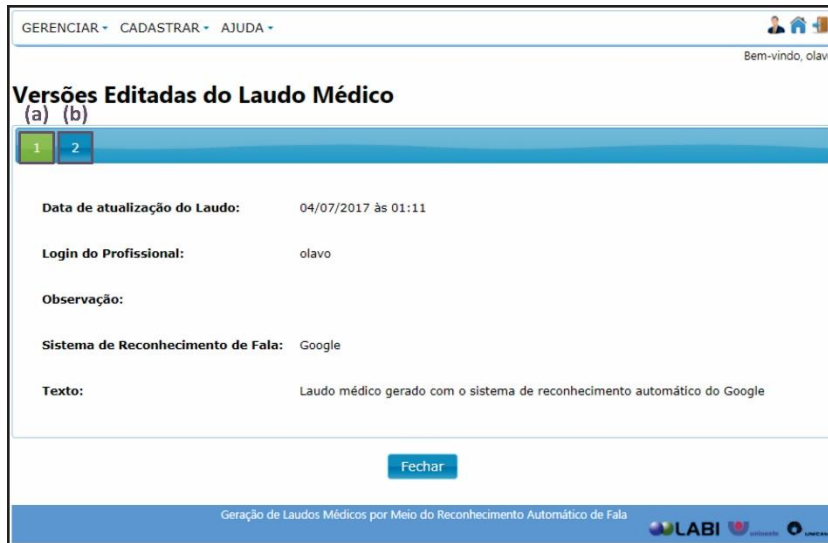 GERENCIAR CADASTRAR AJUDA
Bem-vindo, olavo
Versões Editadas do Laudo Médico
(a) (b)
1 2
Data de atualização do Laudo: 04/07/2017 às 01:11
Login do Profissional: olavo
Observação:
Sistema de Reconhecimento de Fala: Google
Texto: Laudo médico gerado com o sistema de reconhecimento automático do Google
Fechar
Geração de Laudos Médicos por Meio do Reconhecimento Automático de Fala
LABI